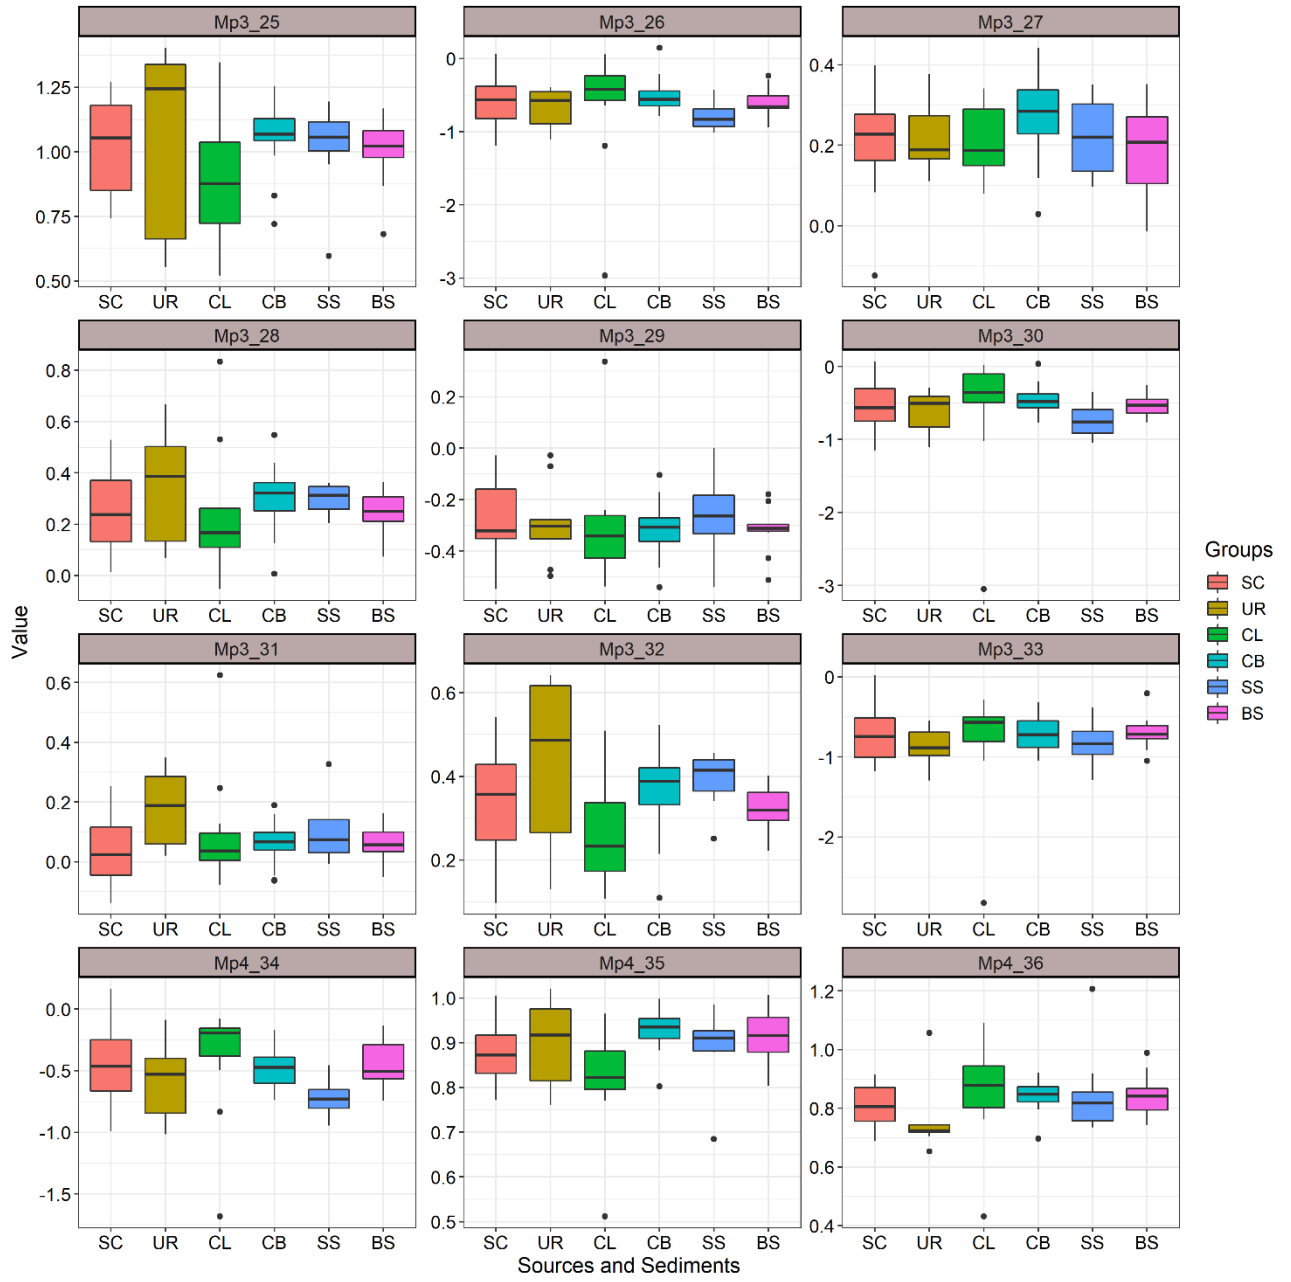 Mp3_25 Mp3_26 Mp3_27
1.25
1.00
0.75
0.50
0
-1
-2
-3
0.4
0.2
0.0
SC UR CL CB SS BS SC UR CL CB SS BS SC UR CL CB SS BS
Mp3_28 Mp3_29 Mp3_30
0.8
0.6
0.4
0.2
0.0
0.2
0.0
-0.2
-0.4
0
-1
-2
-3
SC UR CL CB SS BS SC UR CL CB SS BS SC UR CL CB SS BS
Value
Groups
SC
UR
CL
CB
SS
BS
Mp3_31 Mp3_32 Mp3_33
0.6
0.4
0.2
0.0
0.6
0.4
0.2
0
-1
-2
SC UR CL CB SS BS SC UR CL CB SS BS SC UR CL CB SS BS
Mp4_34 Mp4_35 Mp4_36
0.0
-0.5
-1.0
-1.5
1.0
0.9
0.8
0.7
0.6
0.5
1.2
1.0
0.8
0.6
0.4
SC UR CL CB SS BS SC UR CL CB SS BS SC UR CL CB SS BS
Sources and Sediments